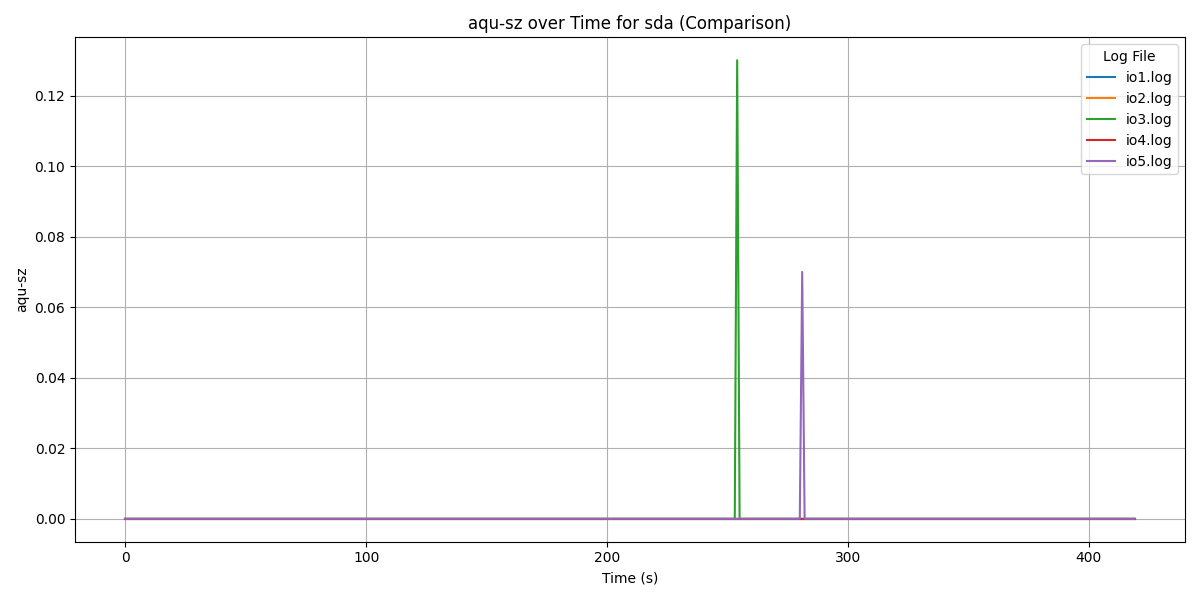 aqu-sz over Time for sda (Comparison)
Log File
io1.log
io2.log
io3.log
io4.log
io5.log
aqu-sz
0.12
0.10
0.08
0.06
0.04
0.02
0.00
0 100 200 300 400
Time (s)